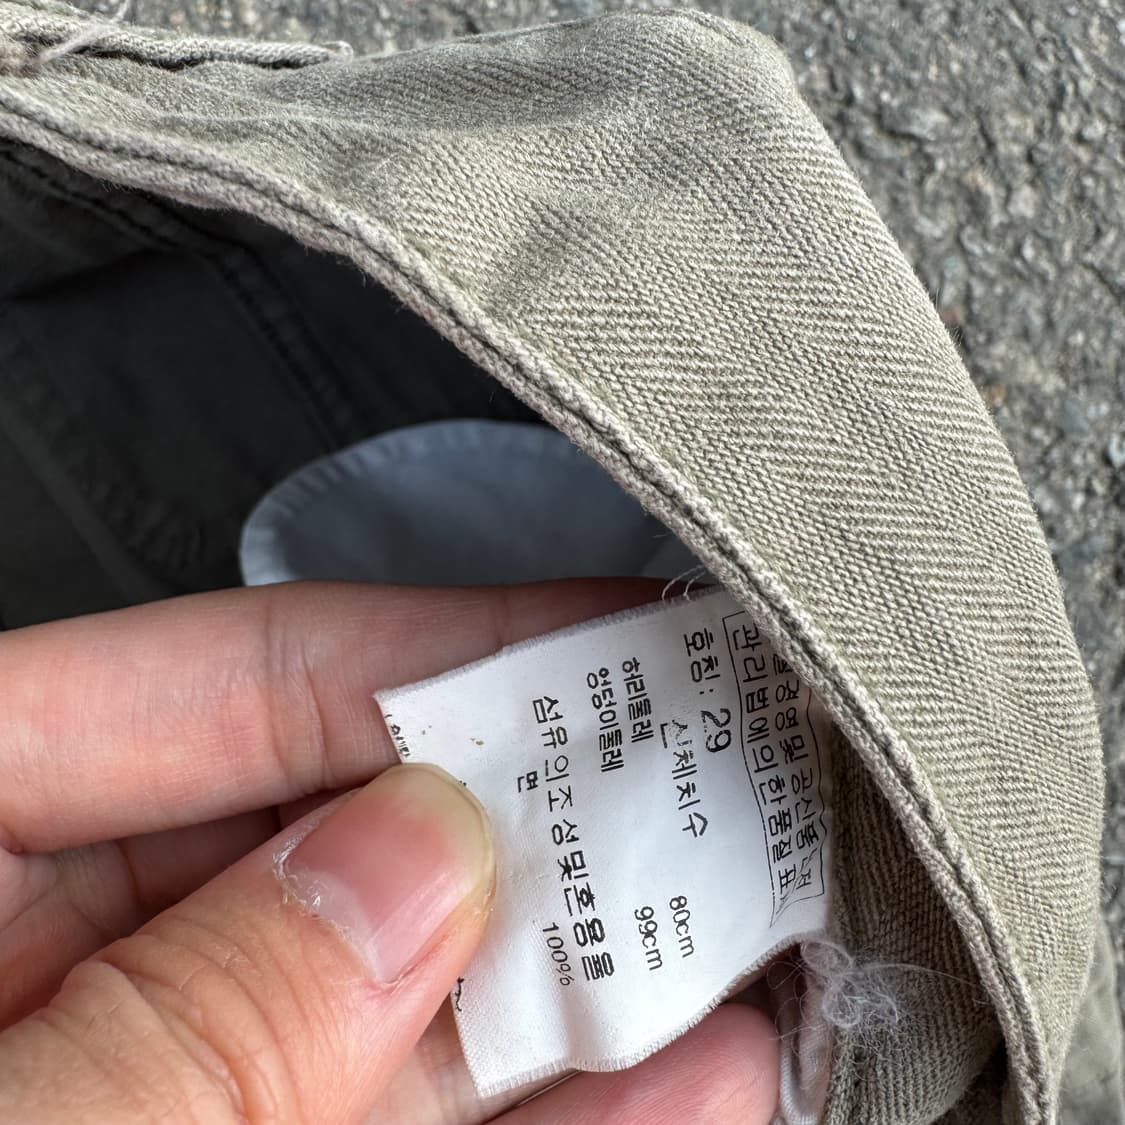 품질경영및 공산품 안전
관리법에의한 품질 표시
호칭: 29
신체치수
허리둘레 80cm
엉덩이둘레 99cm
섬유의조성및혼용율
면 100%